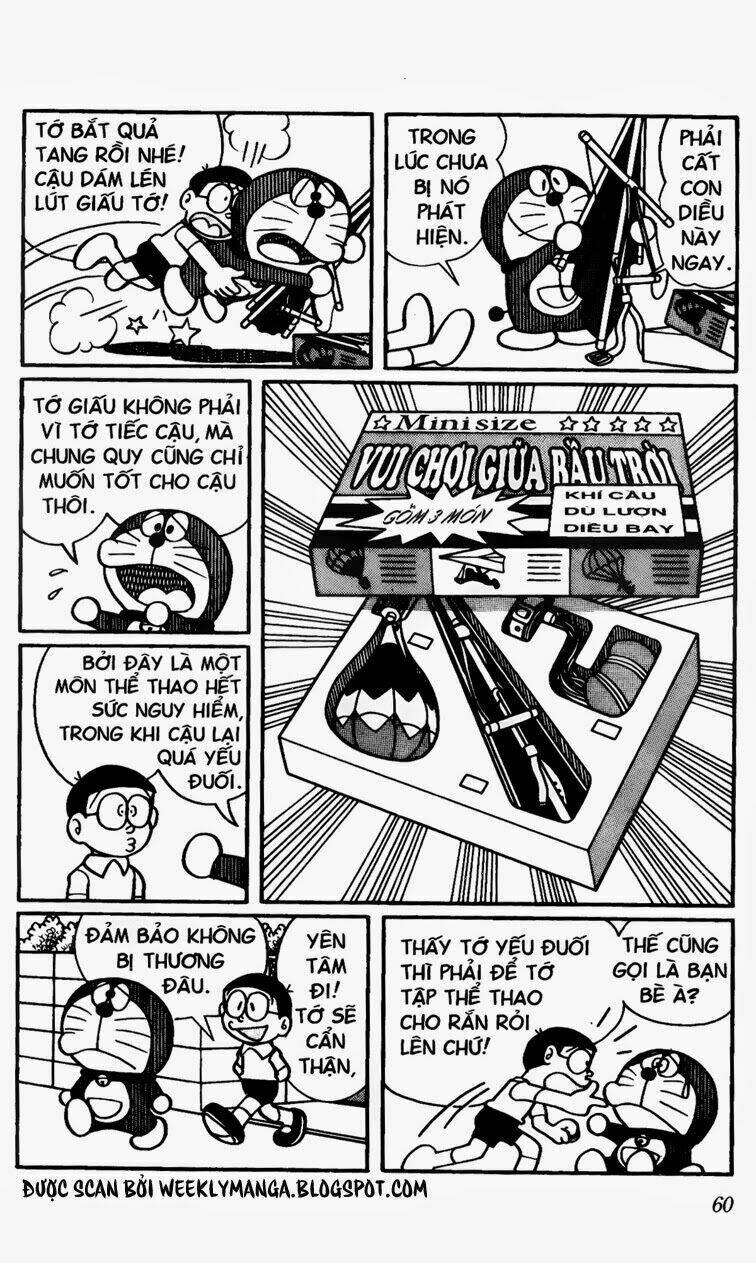 PHẢI
CẤT
CON
DIỀU
NÀY
NGAY.
TRONG
LÚC CHƯA
BỊ NÓ
PHÁT
HIỆN.
TỚ BẮT QUẢ
TANG RỒI NHÉ!
CẬU DÁM LÉN
LÚT GIẤU TỚ!
Mini size
VUI CHƠI GIỮA BẦU TRỜI
GỒM 3 MÓN
KHÍ CẦU
DÙ LƯỢN
DIỀU BAY
TỚ GIẤU KHÔNG PHẢI
VÌ TỚ TIẾC CẬU, MÀ
CHUNG QUY CŨNG CHỈ
MUỐN TỐT CHO CẬU
THÔI.
BỞI ĐÂY LÀ MỘT
MÔN THỂ THAO HẾT
SỨC NGUY HIỂM,
TRONG KHI CẬU LẠI
QUÁ YẾU
ĐUỐI.
THẾ CŨNG
GỌI LÀ BẠN
BÈ À?
THẤY TỚ YẾU ĐUỐI
THÌ PHẢI ĐỂ TỚ
TẬP THỂ THAO
CHO RẮN RỎI
LÊN CHỨ!
YÊN
TÂM
ĐI!
TỚ SẼ
CẨN
THẬN,
ĐẢM BẢO KHÔNG
BỊ THƯƠNG
ĐÂU.
ĐƯỢC SCAN BỞI WEEKLYMANGA.BLOGSPOT.COM
60